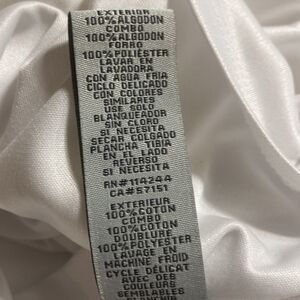 EXTERIOR
100% ALGODON
COMBO
100% ALGODON
FORRO
100% POLIÉSTER
LAVAR EN
LAVADORA
CON AGUA FRIA
CICLO DELICADO
CON COLORES
SIMILARES
USE SOLO
BLANQUEADOR
SIN CLORO
SI NECESITA
SECAR COLGADO
PLANCHA TIBIA
EN EL LADO
REVERSO
SI NECESITA
RN#114244
CA#57151
EXTERIEUR
100% COTON
COMBO
100% COTON
DOUBLURE
100% POLYESTER
LAVAGE EN
MACHINE FROID
CYCLE DÉLICAT
AVEC DES
COULEURS
SEMBLABLES